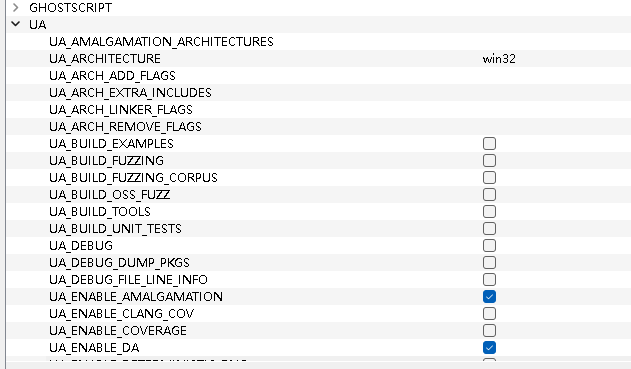 GHOSTSCRIPT
UA
UA_AMALGAMATION_ARCHITECTURES
UA_ARCHITECTURE win32
UA_ARCH_ADD_FLAGS
UA_ARCH_EXTRA_INCLUDES
UA_ARCH_LINKER_FLAGS
UA_ARCH_REMOVE_FLAGS
UA_BUILD_EXAMPLES
UA_BUILD_FUZZING
UA_BUILD_FUZZING_CORPUS
UA_BUILD_OSS_FUZZ
UA_BUILD_TOOLS
UA_BUILD_UNIT_TESTS
UA_DEBUG
UA_DEBUG_DUMP_PKGS
UA_DEBUG_FILE_LINE_INFO
UA_ENABLE_AMALGAMATION
UA_ENABLE_CLANG_COV
UA_ENABLE_COVERAGE
UA_ENABLE_DA